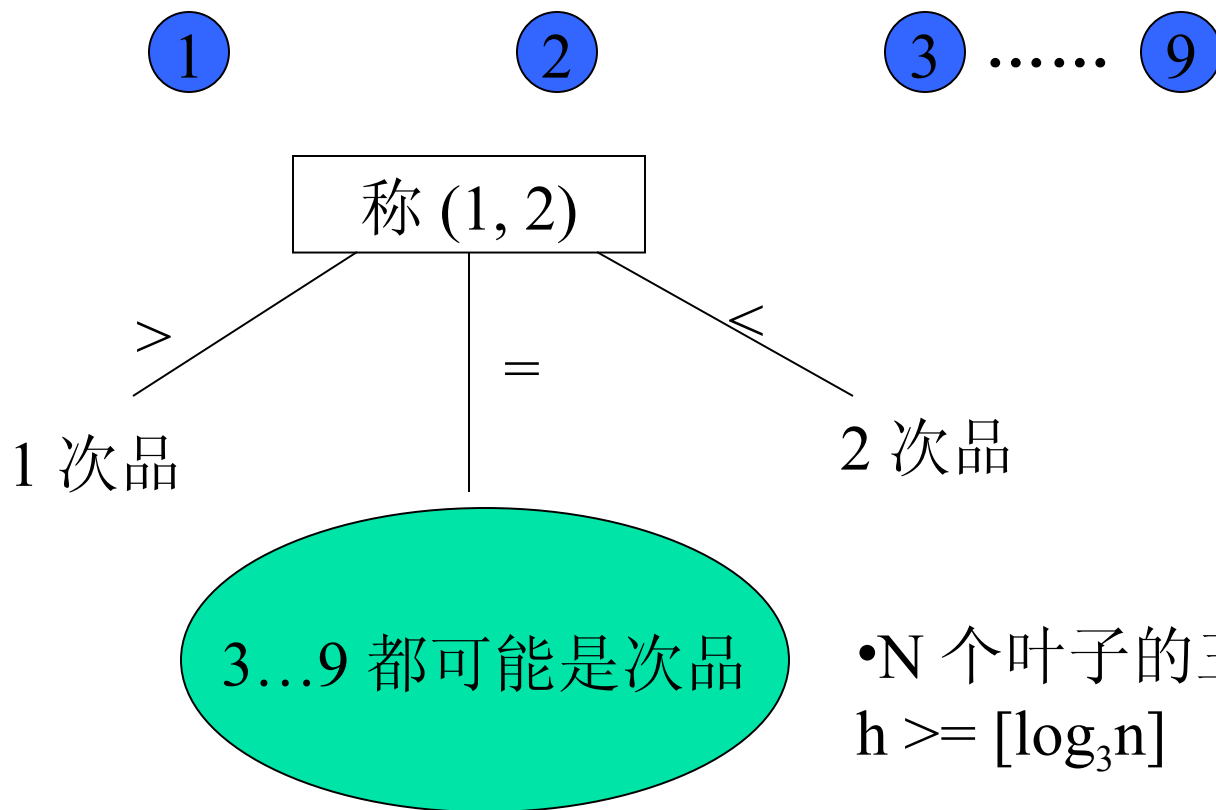 1 2 3 …… 9
称 (1, 2)
> = <
1 次品
2 次品
3…9 都可能是次品
•N 个叶子的
h >= [log₃n]